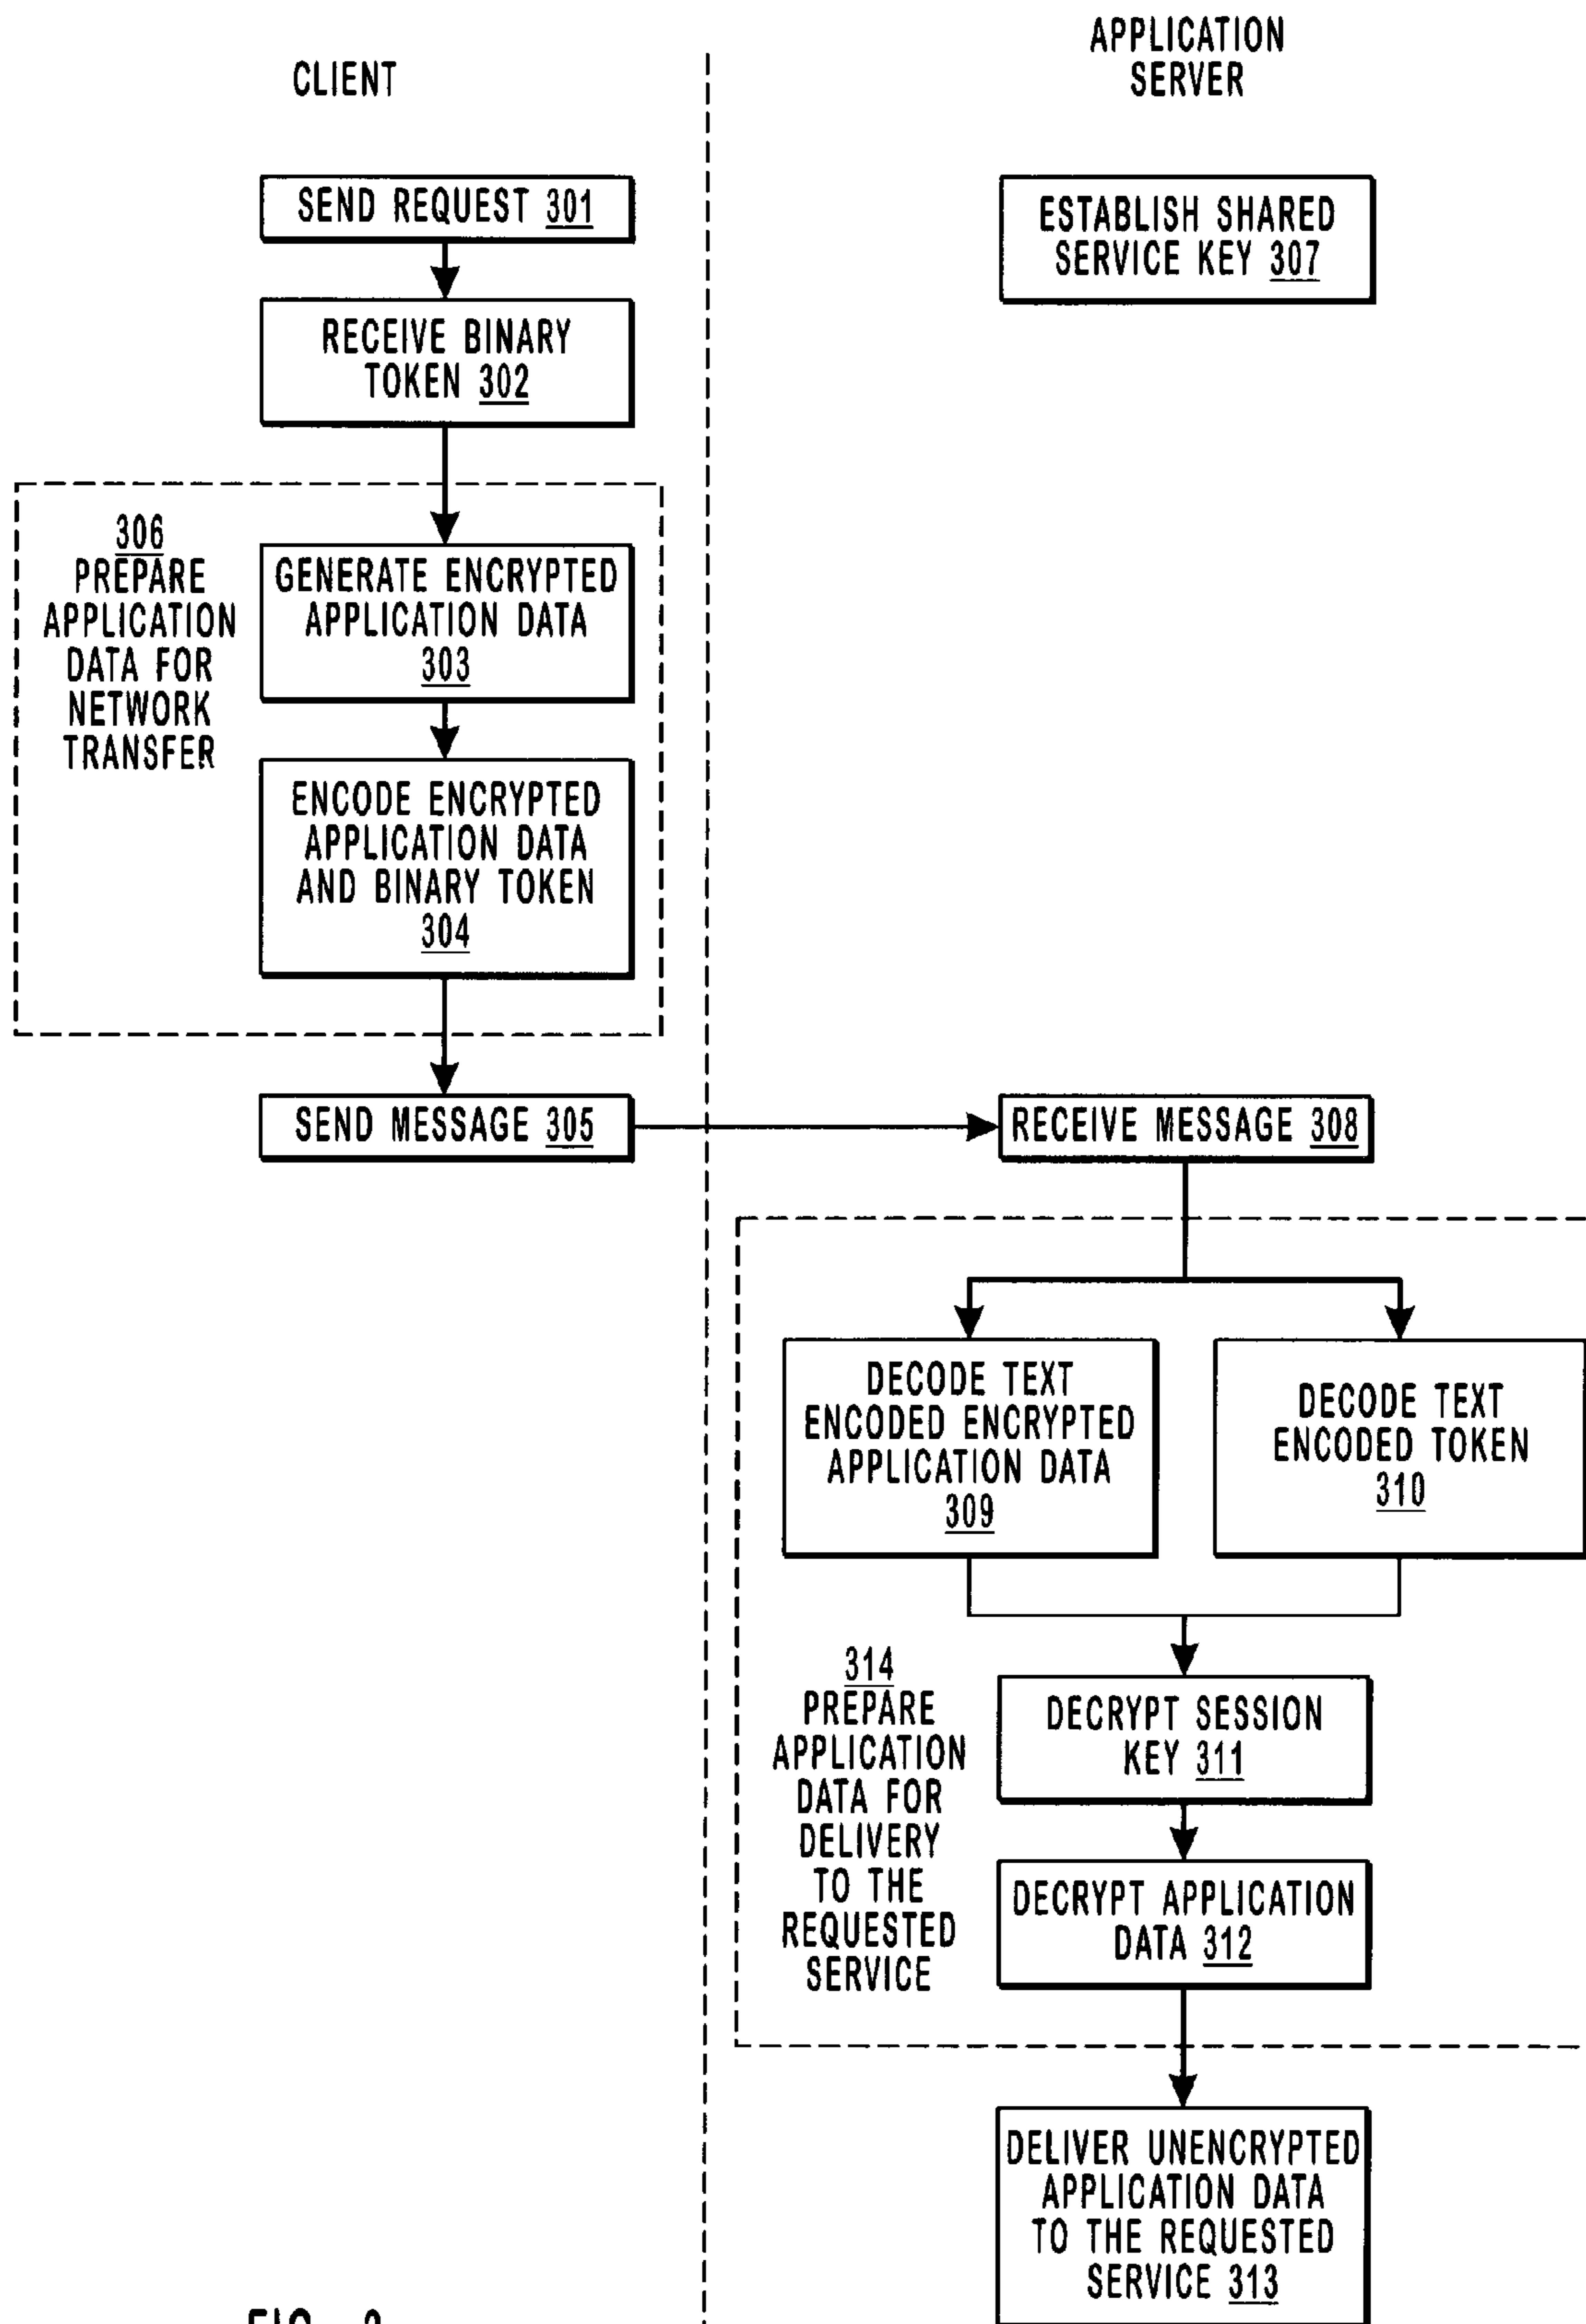 CLIENT
APPLICATION
SERVER
SEND REQUEST 301
ESTABLISH SHARED
SERVICE KEY 307
RECEIVE BINARY
TOKEN 302
306
PREPARE
APPLICATION
DATA FOR
NETWORK
TRANSFER
GENERATE ENCRYPTED
APPLICATION DATA
303
ENCODE ENCRYPTED
APPLICATION DATA
AND BINARY TOKEN
304
SEND MESSAGE 305
RECEIVE MESSAGE 308
DECODE TEXT
ENCODED ENCRYPTED
APPLICATION DATA
309
DECODE TEXT
ENCODED TOKEN
310
314
PREPARE
APPLICATION
DATA FOR
DELIVERY
TO THE
REQUESTED
SERVICE
DECRYPT SESSION
KEY 311
DECRYPT APPLICATION
DATA 312
DELIVER UNENCRYPTED
APPLICATION DATA
TO THE REQUESTED
SERVICE 313